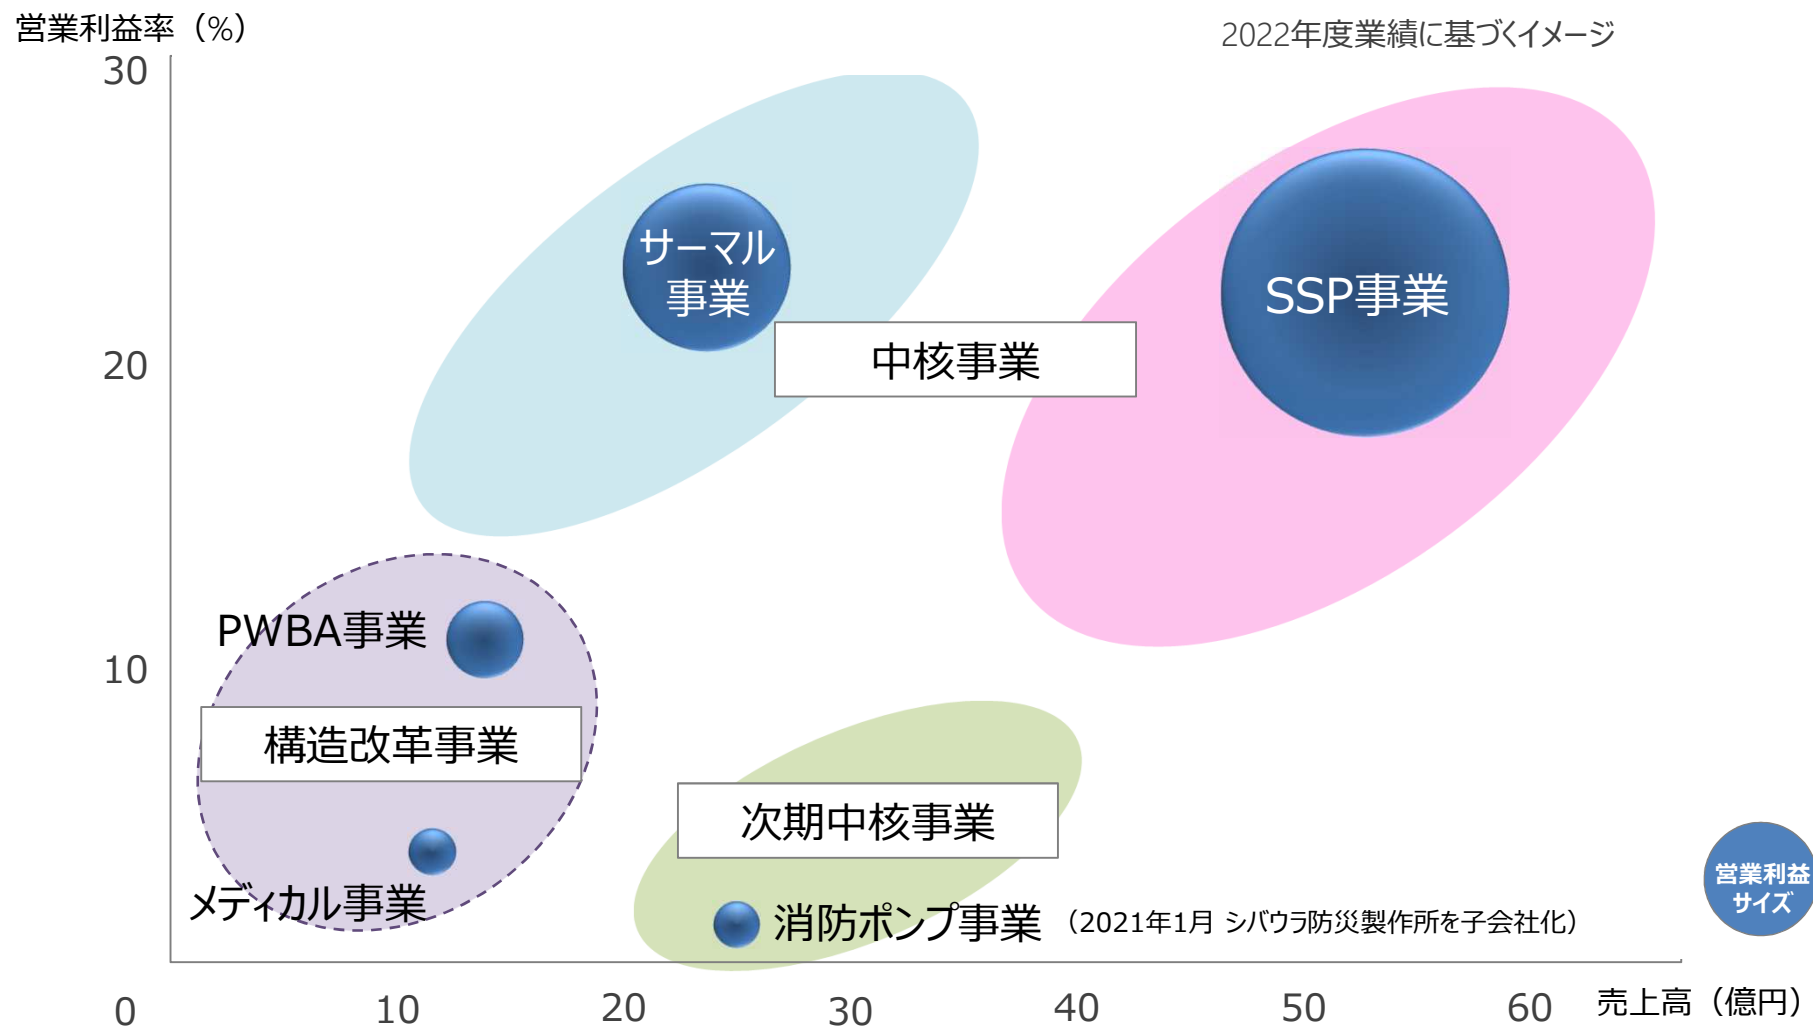 営業利益率（%）
2022年度業績に基づくイメージ
30
サーマル
事業
SSP事業
中核事業
20
PWBA事業
10
構造改革事業
次期中核事業
メディカル事業
消防ポンプ事業 （2021年1月 シバウラ防災製作所を子会社化）
営業利益
サイズ
0 10 20 30 40 50 60 売上高（億円）